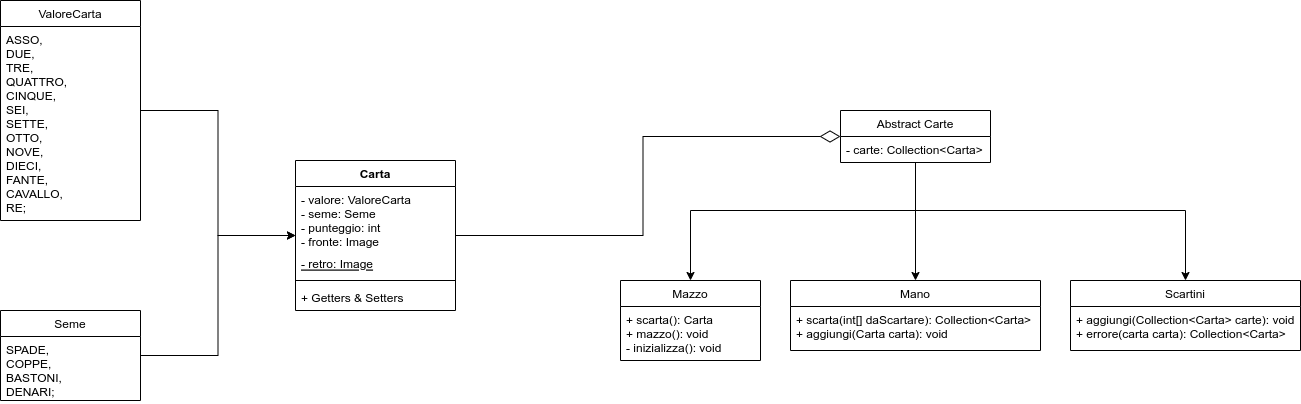 ValoreCarta
ASSO,
DUE,
TRE,
QUATTRO,
CINQUE,
SEI,
SETTE,
OTTO,
NOVE,
DIECI,
FANTE,
CAVALLO,
RE;
Seme
SPADE,
COPPE,
BASTONI,
DENARI;
Carta
- valore: ValoreCarta
- seme: Seme
- punteggio: int
- fronte: Image
- retro: Image
+ Getters & Setters
Abstract Carte
- carte: Collection<Carta>
Mazzo
+ scarta(): Carta
+ mazzo(): void
- inizializza(): void
Mano
+ scarta(int[] daScartare): Collection<Carta>
+ aggiungi(Carta carta): void
Scartini
+ aggiungi(Collection<Carta> carte): void
+ errore(carta carta): Collection<Carta>